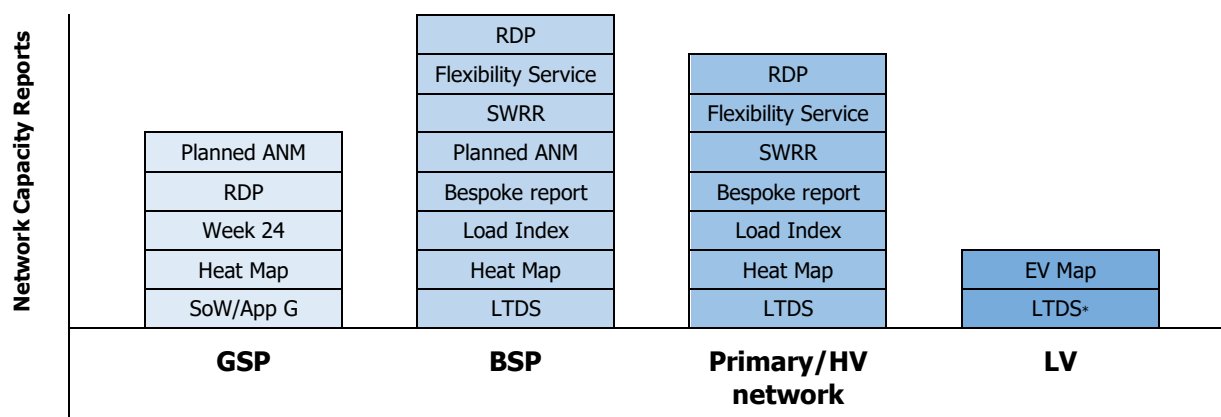 Network Capacity Reports
Planned ANM
RDP
Week 24
Heat Map
SoW/App G
GSP
RDP
Flexibility Service
SWRR
Planned ANM
Bespoke report
Load Index
Heat Map
LTDS
BSP
RDP
Flexibility Service
SWRR
Bespoke report
Load Index
Heat Map
LTDS
Primary/HV
network
EV Map
LTDS*
LV